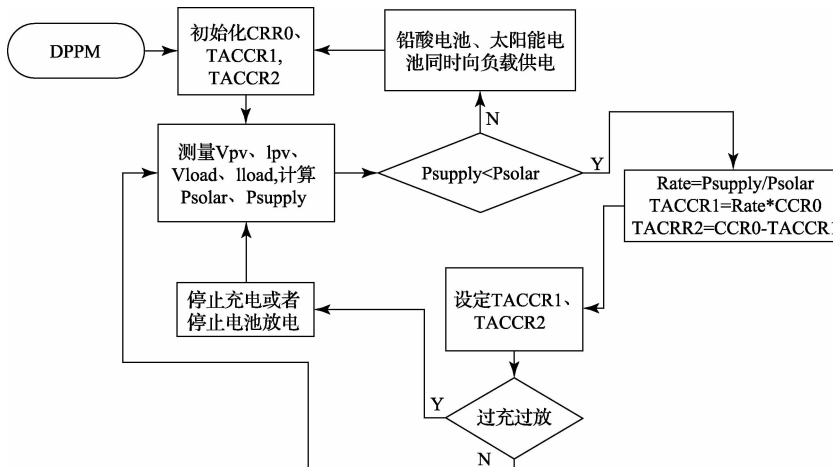 DPPM
初始化CRR0、
TACCR1,
TACCR2
铅酸电池、太阳能电
池同时向负载供电
N
测量Vpv、lpv、
Vload、lload,计算
Psolar、Psupply
Psupply<Psolar
Y
Rate=Psupply/Psolar
TACCR1=Rate*CCR0
TACRR2=CCR0-TACCR1
停止充电或者
停止电池放电
设定TACCR1、
TACCR2
Y
过充过放
N